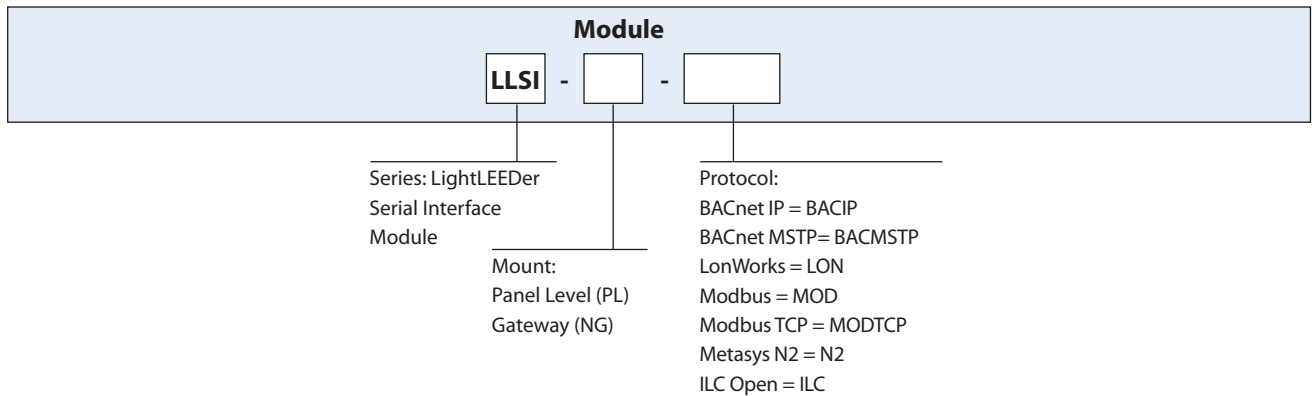 Module
LLSI - -
Series: LightLEEDer
Serial Interface
Module
Mount:
Panel Level (PL)
Gateway (NG)
Protocol:
BACnet IP = BACIP
BACnet MSTP= BACMSTP
LonWorks = LON
Modbus = MOD
Modbus TCP = MODTCP
Metasys N2 = N2
ILC Open = ILC